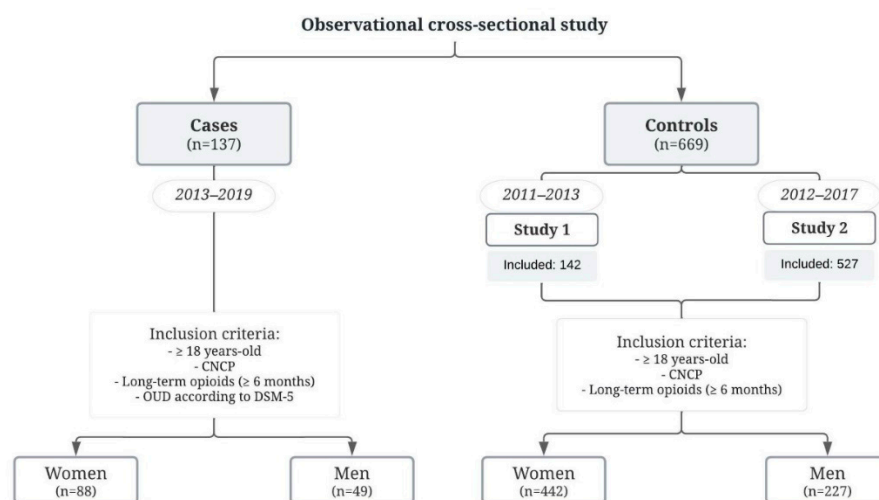 Observational cross-sectional study
Cases
(n=137)
Controls
(n=669)
2013–2019
2011–2013
2012–2017
Study 1
Study 2
Included: 142
Included: 527
Inclusion criteria:
- ≥ 18 years-old
- CNCP
- Long-term opioids (≥ 6 months)
- OUD according to DSM-5
Inclusion criteria:
- ≥ 18 years-old
- CNCP
- Long-term opioids (≥ 6 months)
Women
(n=88)
Men
(n=49)
Women
(n=442)
Men
(n=227)